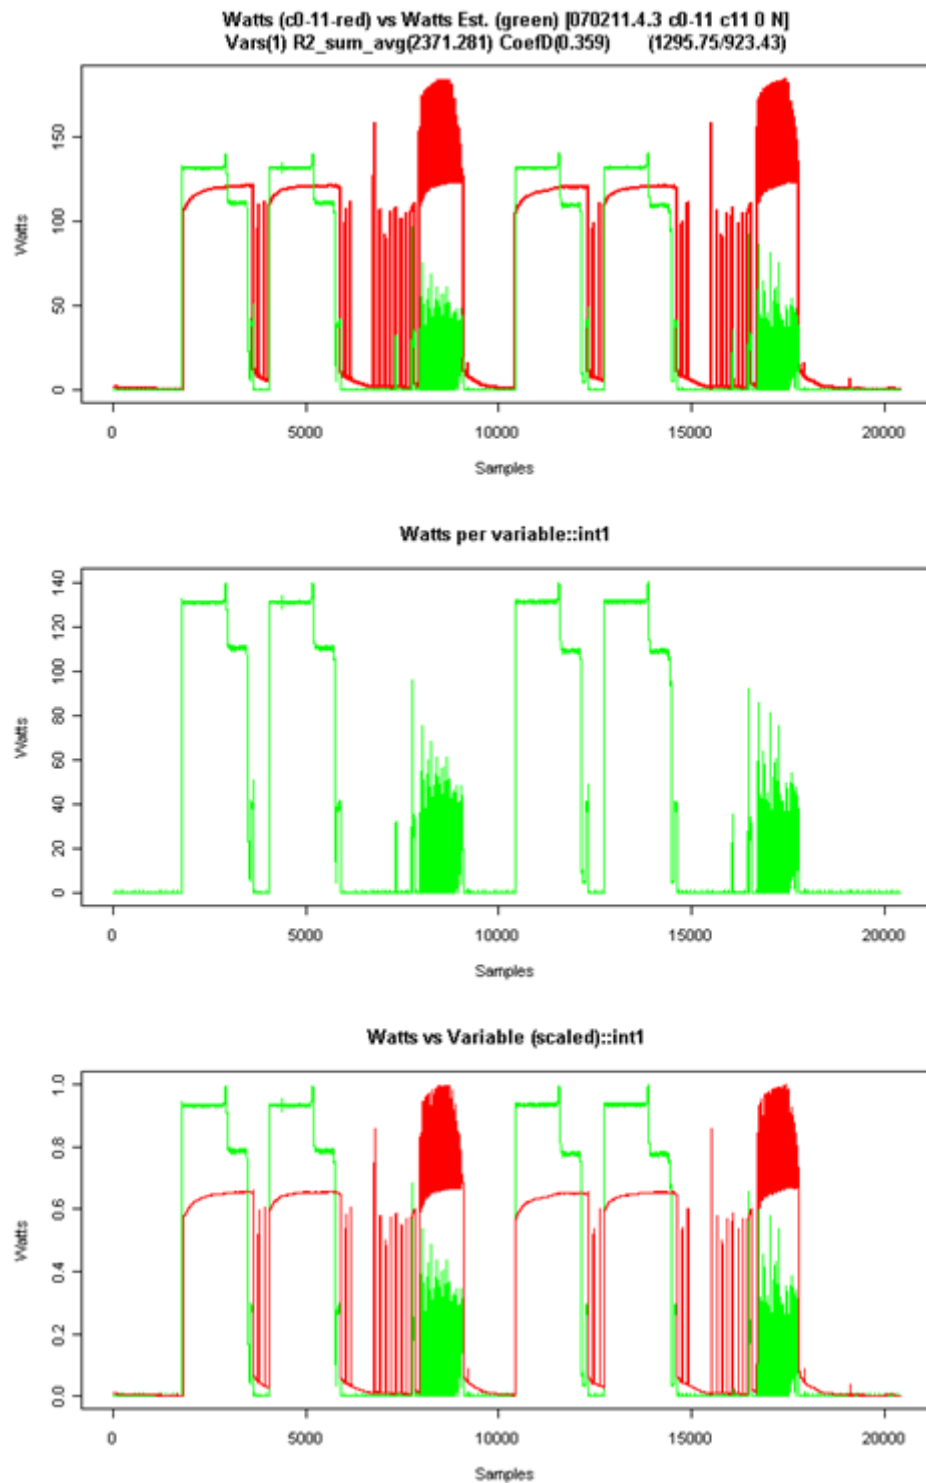 Watts (c0-11-red) vs Watts Est. (green) [070211.4.3 c0-11 c11 0 N]
Vars(1) R2_sum_avg(2371.281) CoefD(0.359) (1295.75/923.43)
Watts
150
100
50
0
0 5000 10000 15000 20000
Samples
Watts per variable::int1
Watts
140
120
100
80
60
40
20
0
0 5000 10000 15000 20000
Samples
Watts vs Variable (scaled)::int1
Watts
1.0
0.8
0.6
0.4
0.2
0.0
0 5000 10000 15000 20000
Samples